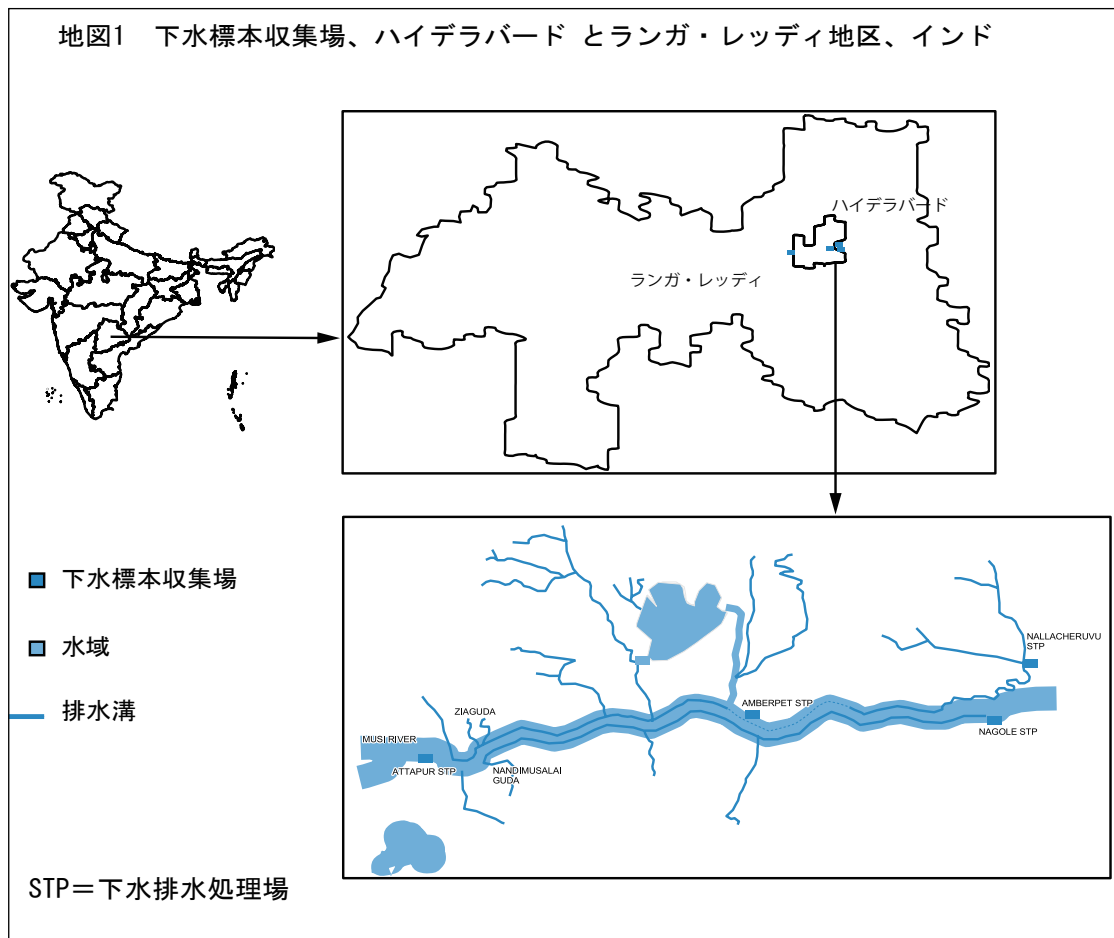 地図1 下水標本収集場、ハイデラバード とランガ・レッディ地区、インド
ハイデラバード
ランガ・レッディ
下水標本収集場
水域
排水溝
STP＝下水排水処理場
NALLACHERUVU
STP
AMBERPET STP
NAGOLE STP
ZIAGUDA
MUSI RIVER
ATTAPUR STP
NANDIMUSALAI
GUDA